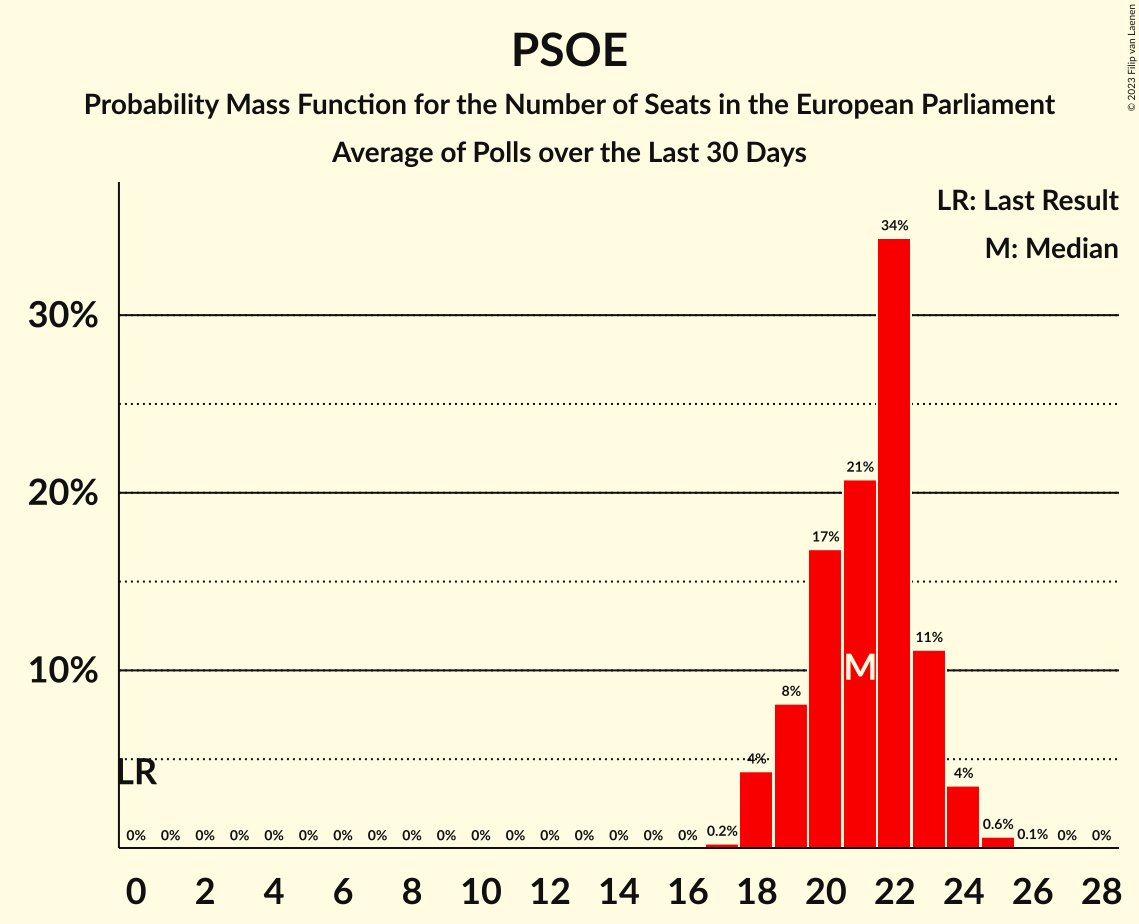 PSOE
Probability Mass Function for the Number of Seats in the European Parliament
Average of Polls over the Last 30 Days
© 2023 Filip van Laenen
LR: Last Result
M: Median
30%
20%
10%
34%
21%
17%
11%
8%
4%
4%
0.2%
0.6%
0.1%
M
LR
0% 0% 0% 0% 0% 0% 0% 0% 0% 0% 0% 0% 0% 0% 0% 0% 0% 0% 0%
0 2 4 6 8 10 12 14 16 18 20 22 24 26 28